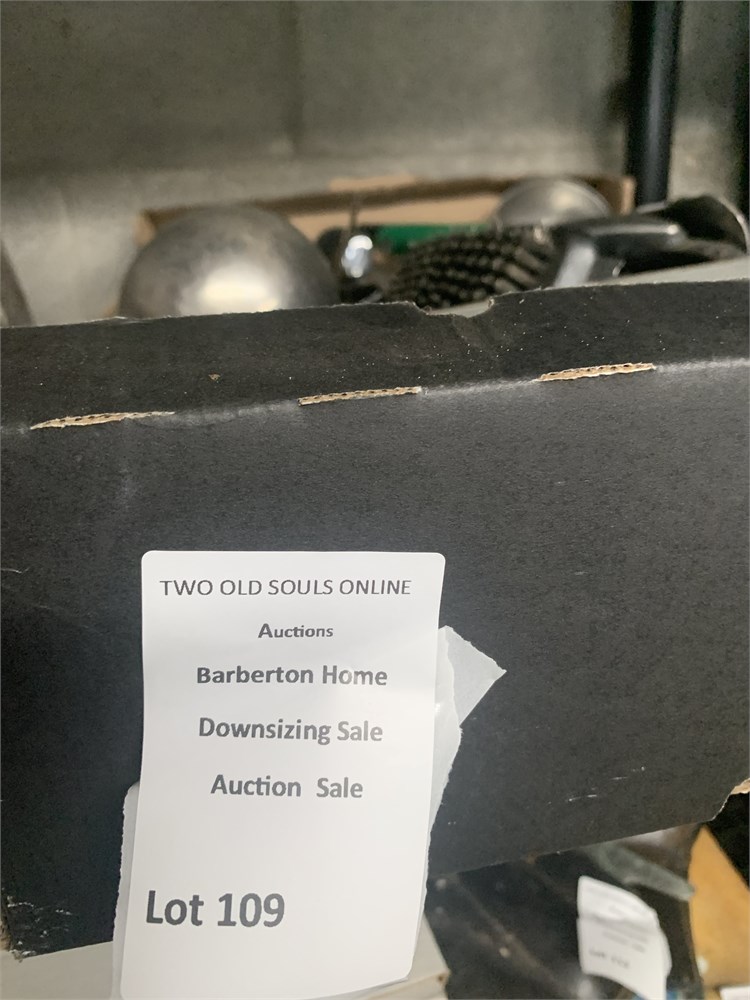 TWO OLD SOULS ONLINE
Auctions
Barberton Home
Downsizing Sale
Auction Sale
Lot 109